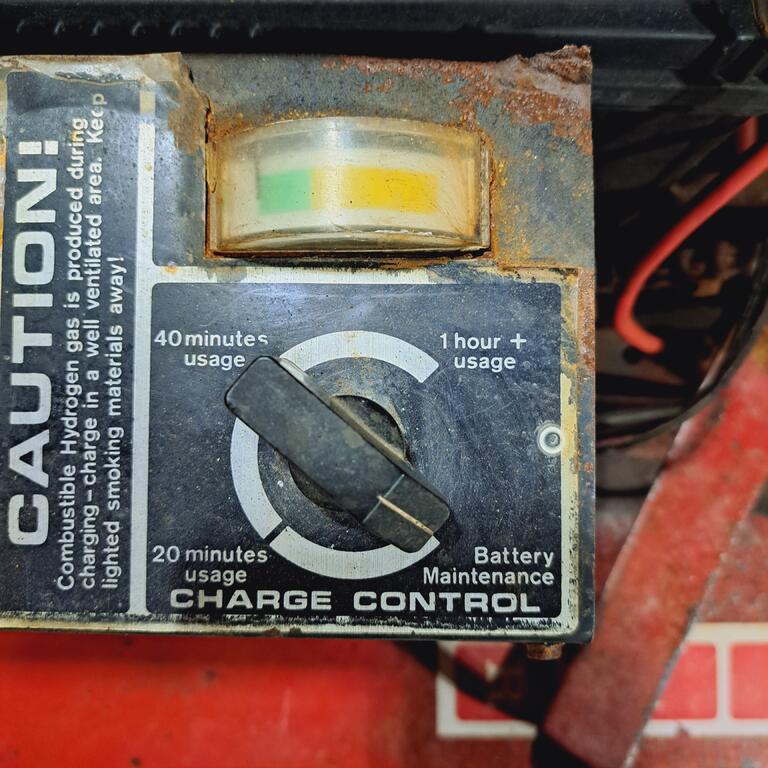 CAUTION!
Combustible Hydrogen gas is produced during
charging-charge in a well ventilated area. Keep
lighted smoking materials away!
40 minutes
usage
1 hour +
usage
20 minutes
usage
Battery
Maintenance
CHARGE CONTROL